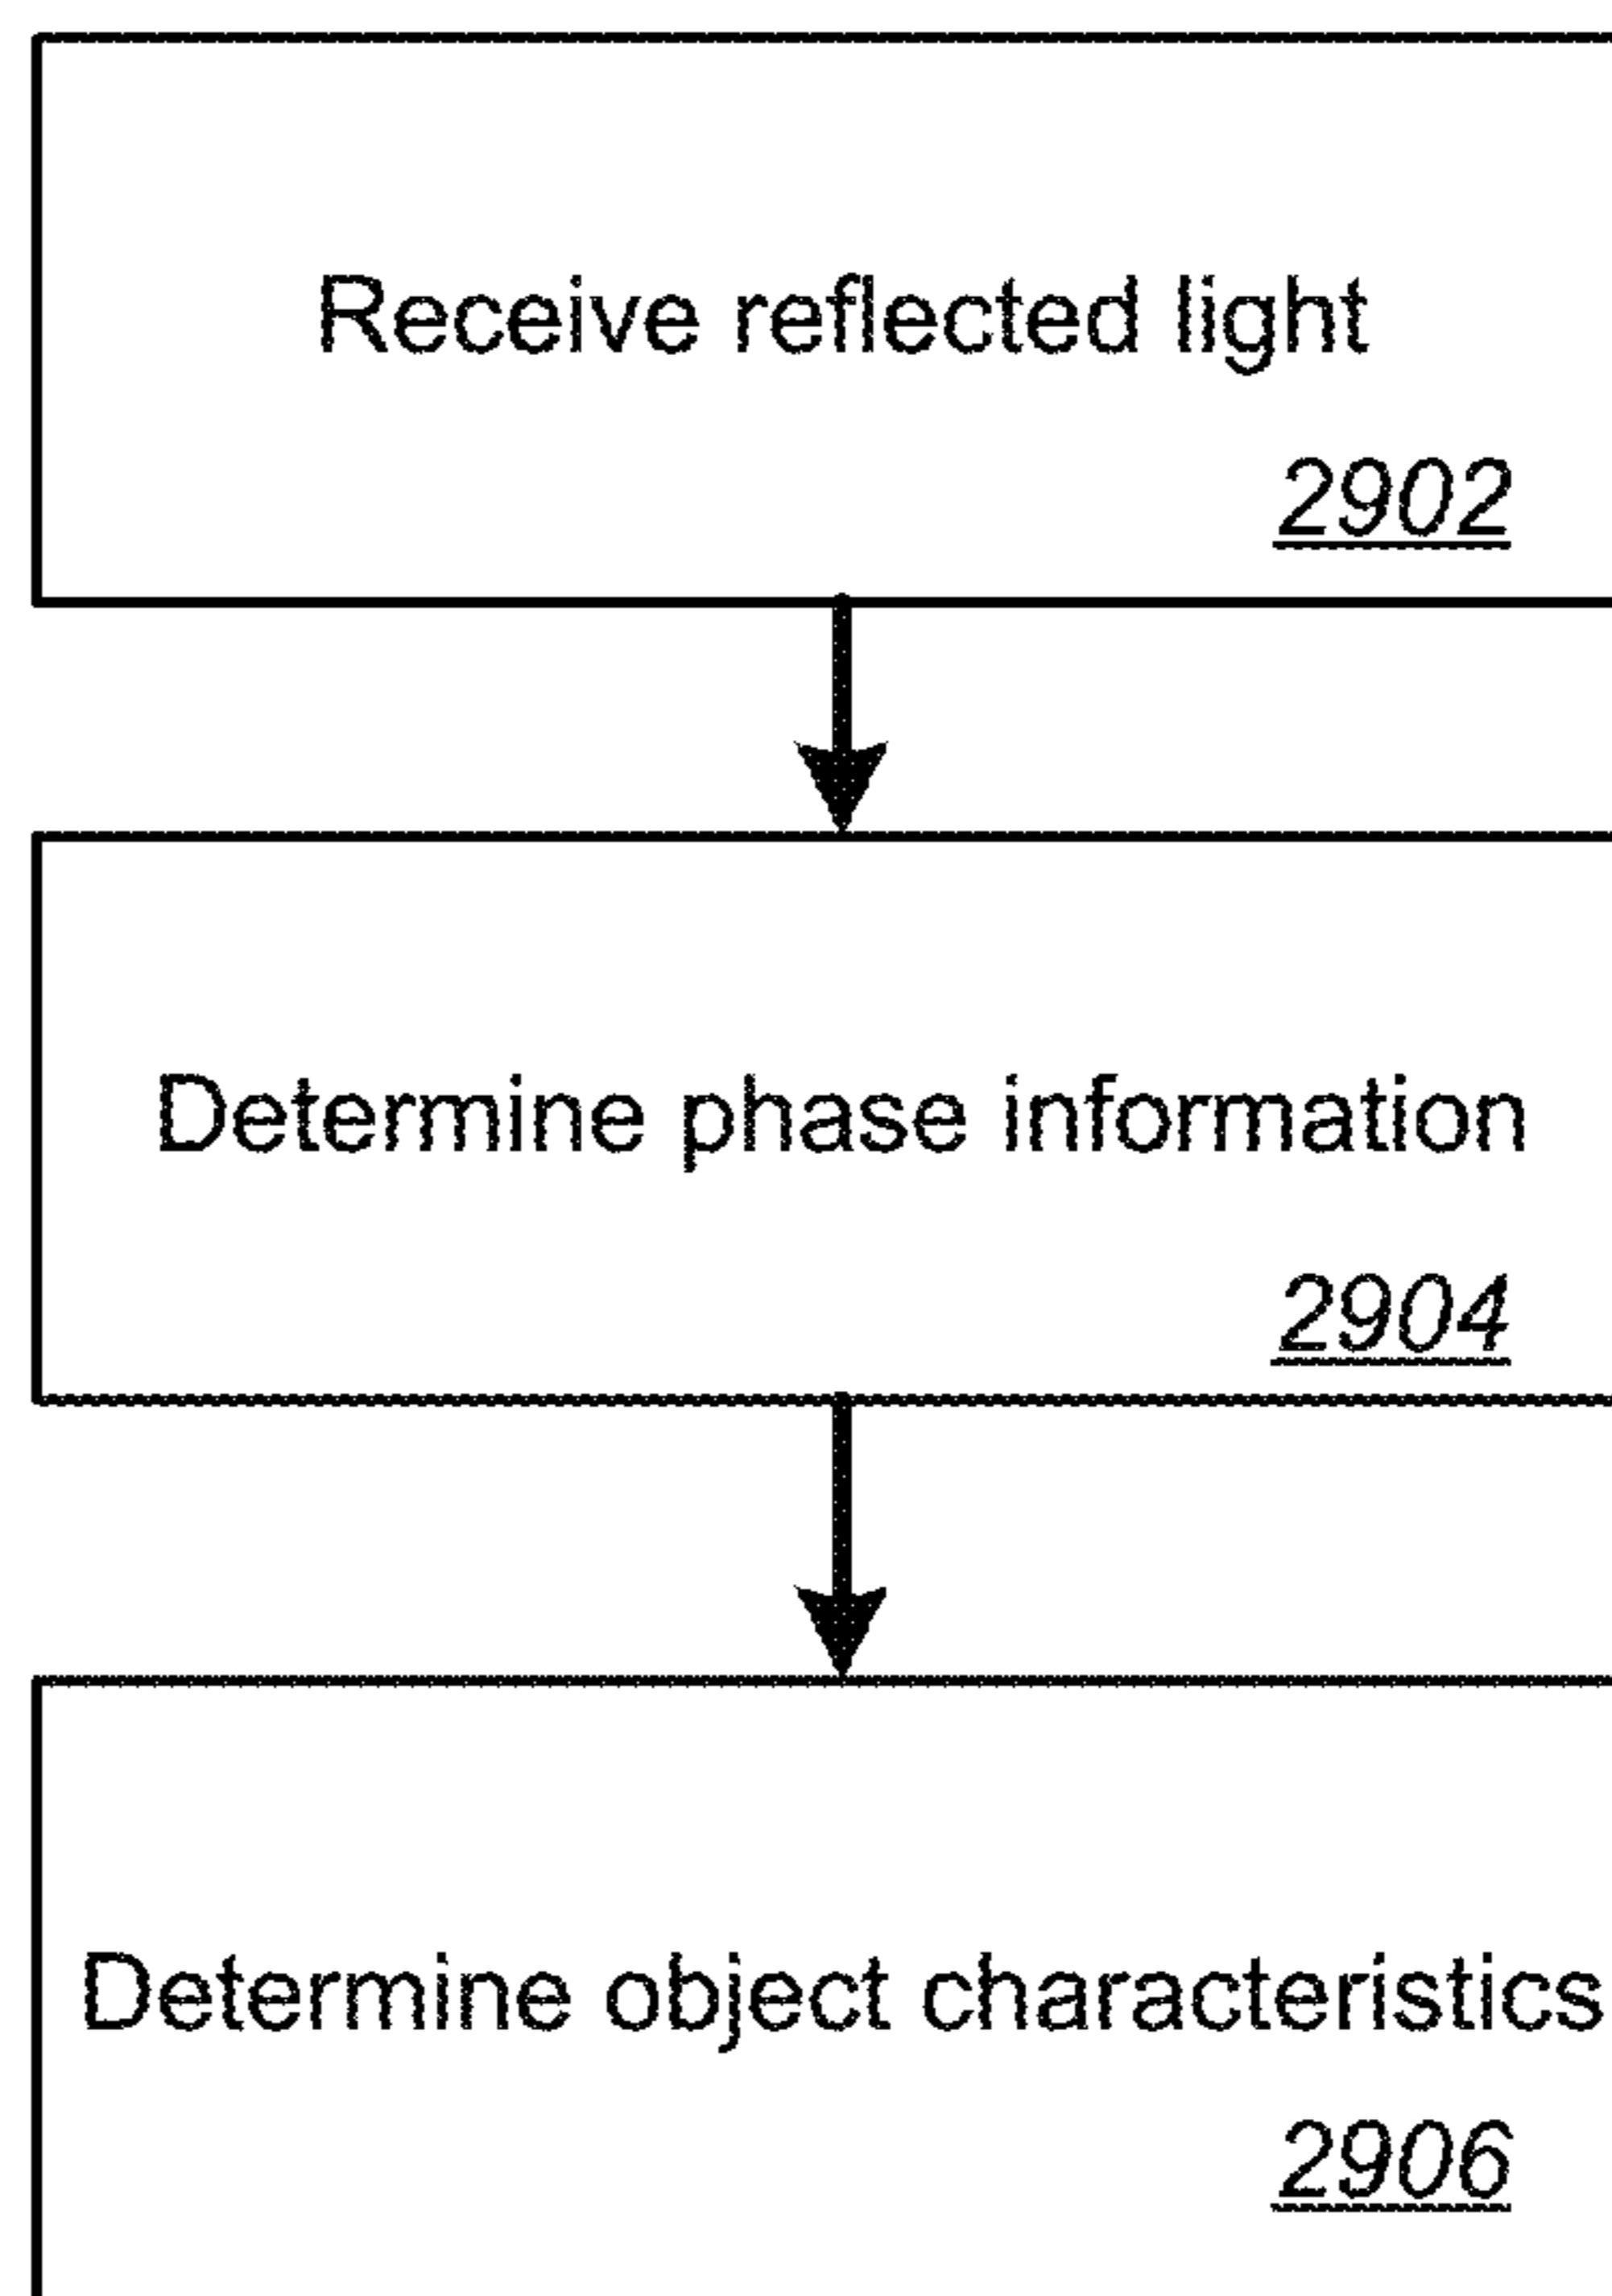 Receive reflected light
2902
Determine phase information
2904
Determine object characteristics
2906